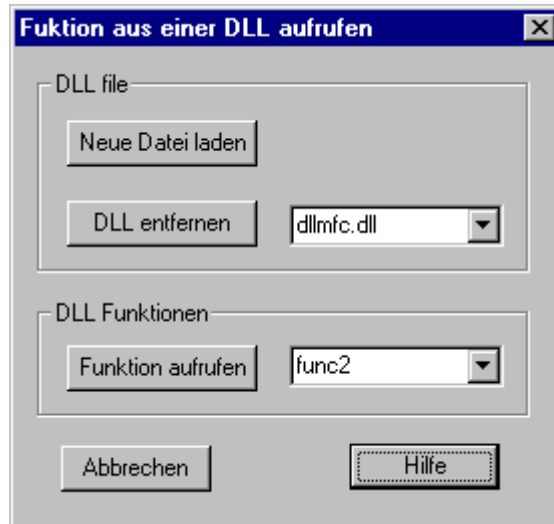 Fuktion aus einer DLL aufrufen
DLL file
Neue Datei laden
DLL entfernen dllmfc.dll
DLL Funktionen
Funktion aufrufen func2
Abbrechen Hilfe